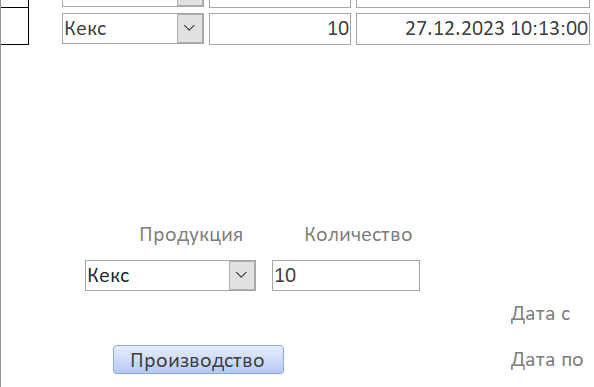 Кекс 10 27.12.2023 10:13:00
Продукция Количество
Кекс 10
Дата с
Производство Дата по